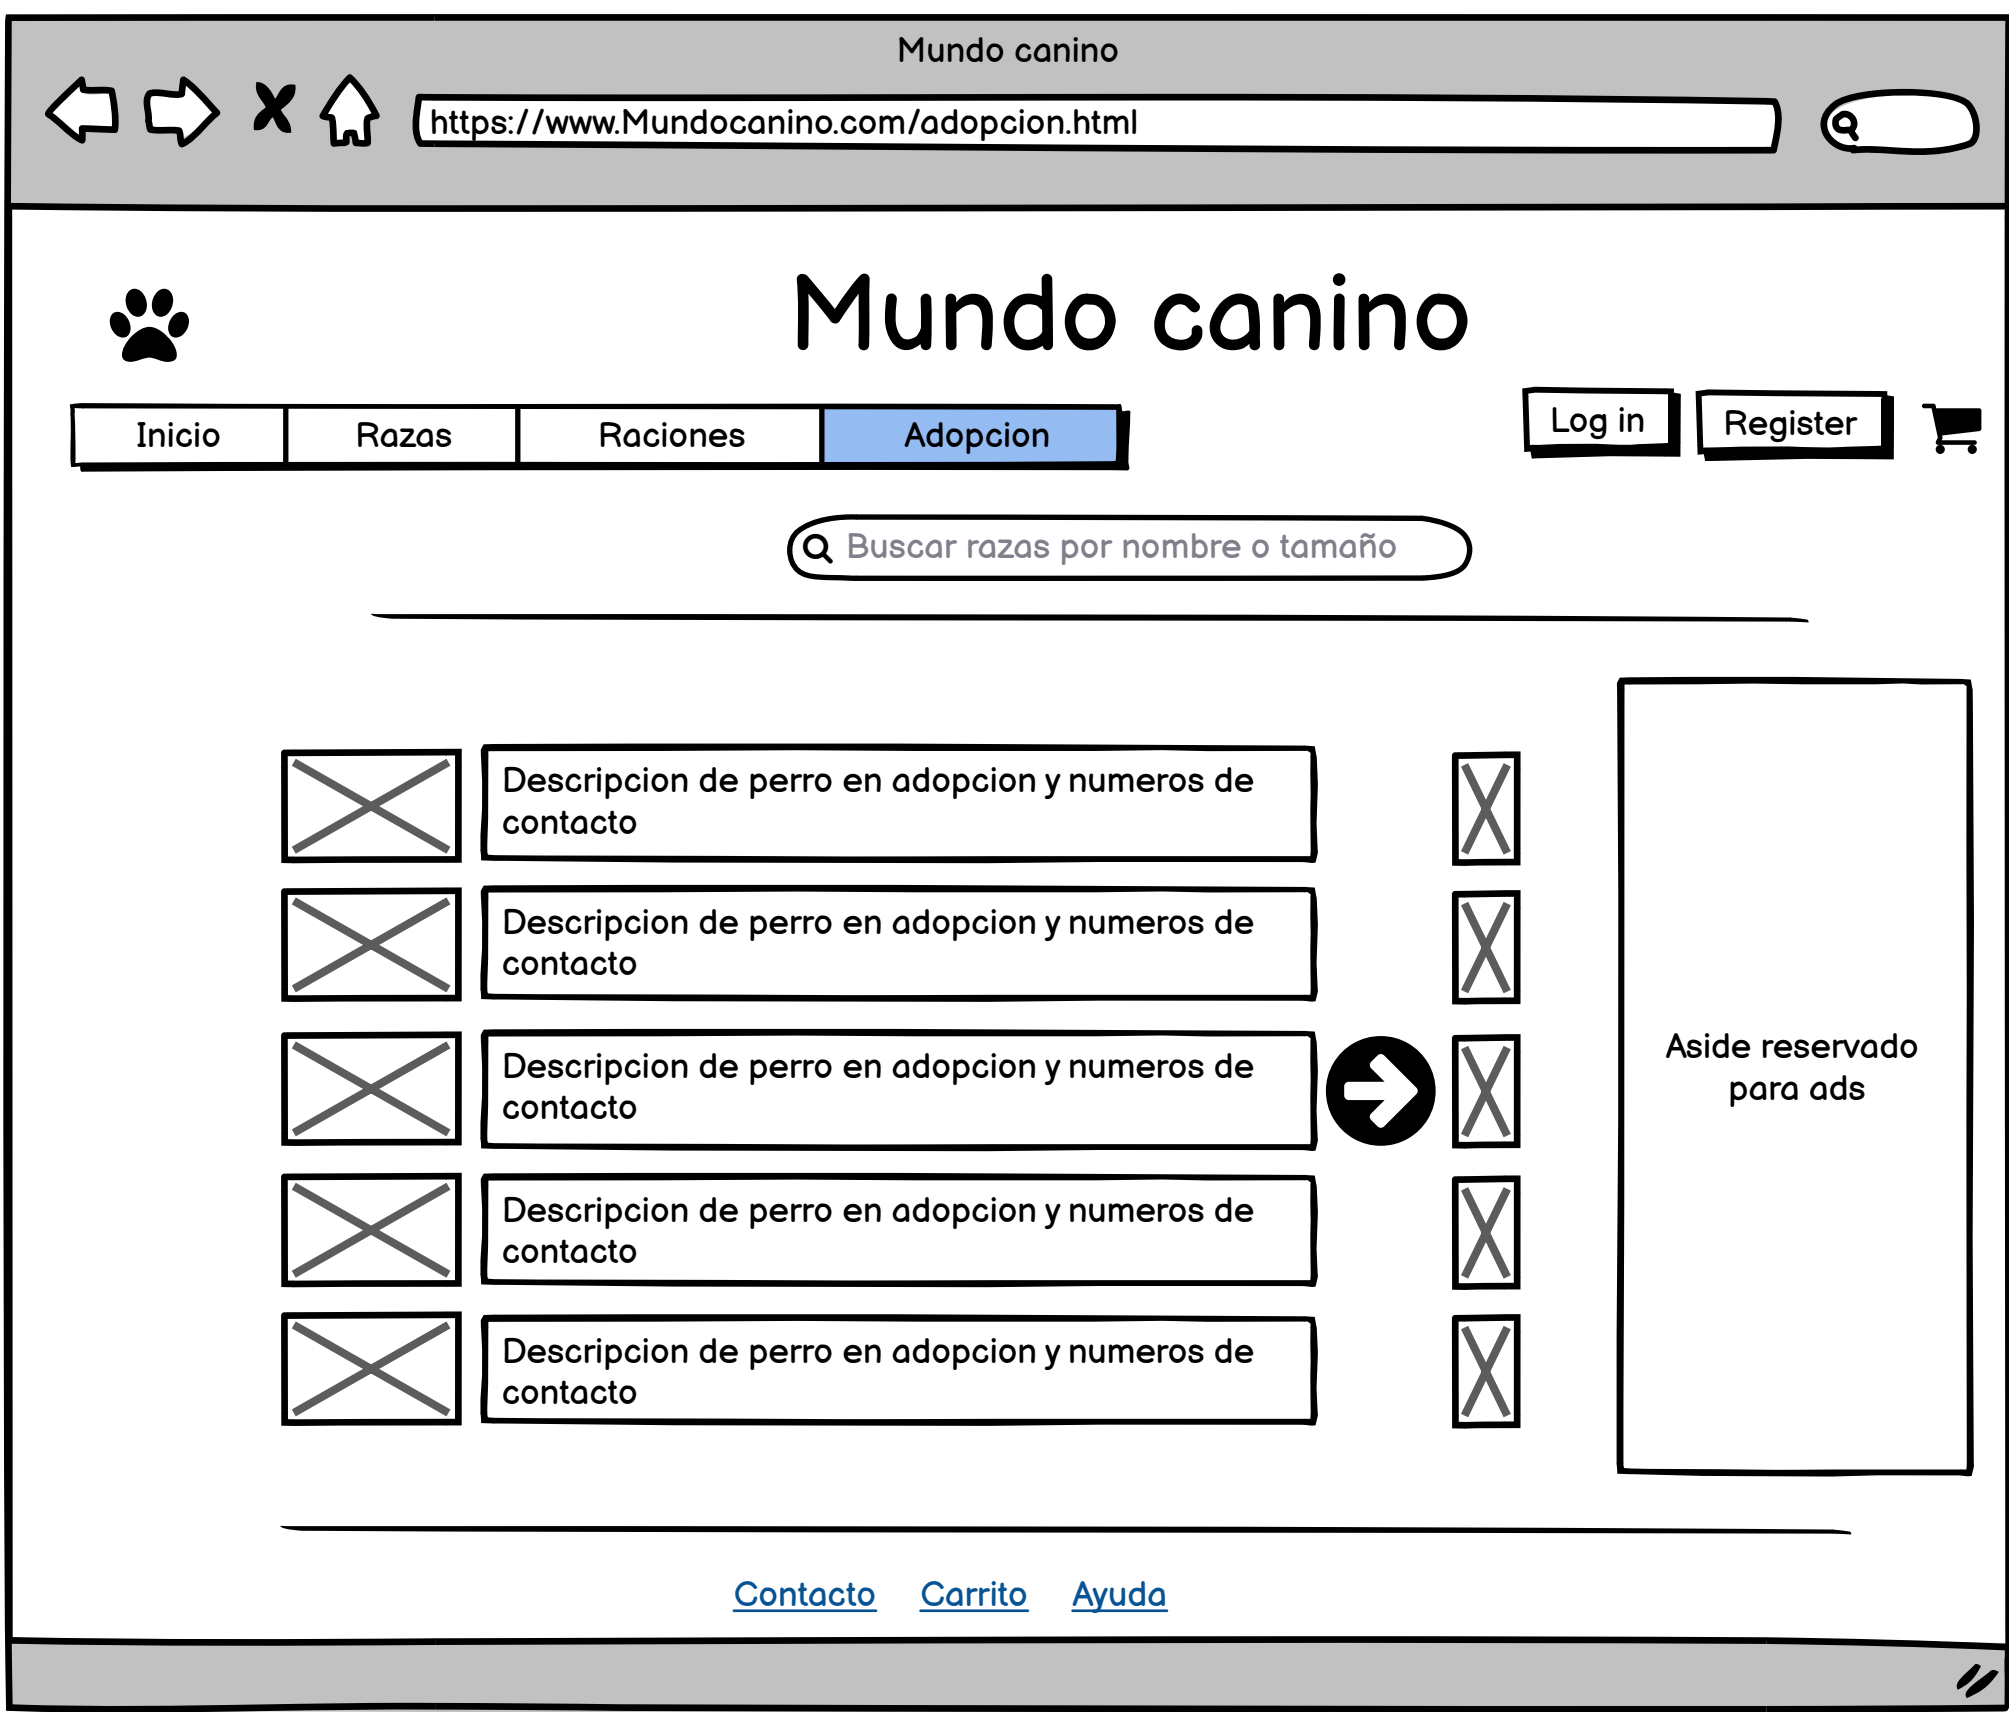 Mundo canino
https://www.Mundocanino.com/adopcion.html
Mundo canino
Inicio Razas Raciones Adopcion
Log in Register
Buscar razas por nombre o tamaño
Descripcion de perro en adopcion y numeros de
contacto
Descripcion de perro en adopcion y numeros de
contacto
Descripcion de perro en adopcion y numeros de
contacto
Descripcion de perro en adopcion y numeros de
contacto
Descripcion de perro en adopcion y numeros de
contacto
Aside reservado
para ads
Contacto Carrito Ayuda